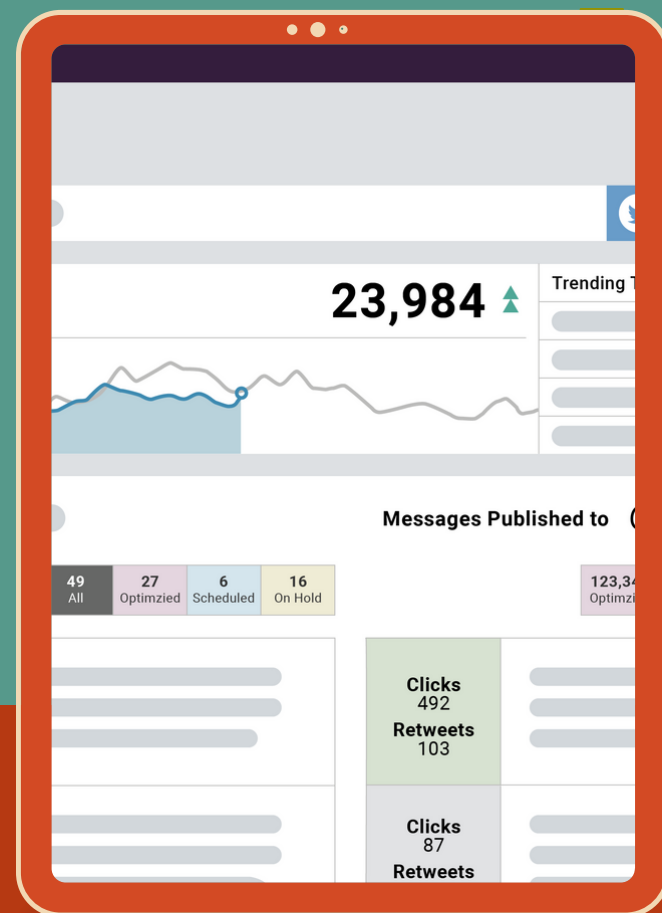 23,984
Trending
Messages Published to
49
All
27
Optimzied
6
Scheduled
16
On Hold
Clicks
492
Retweets
103
Clicks
87
Retweets